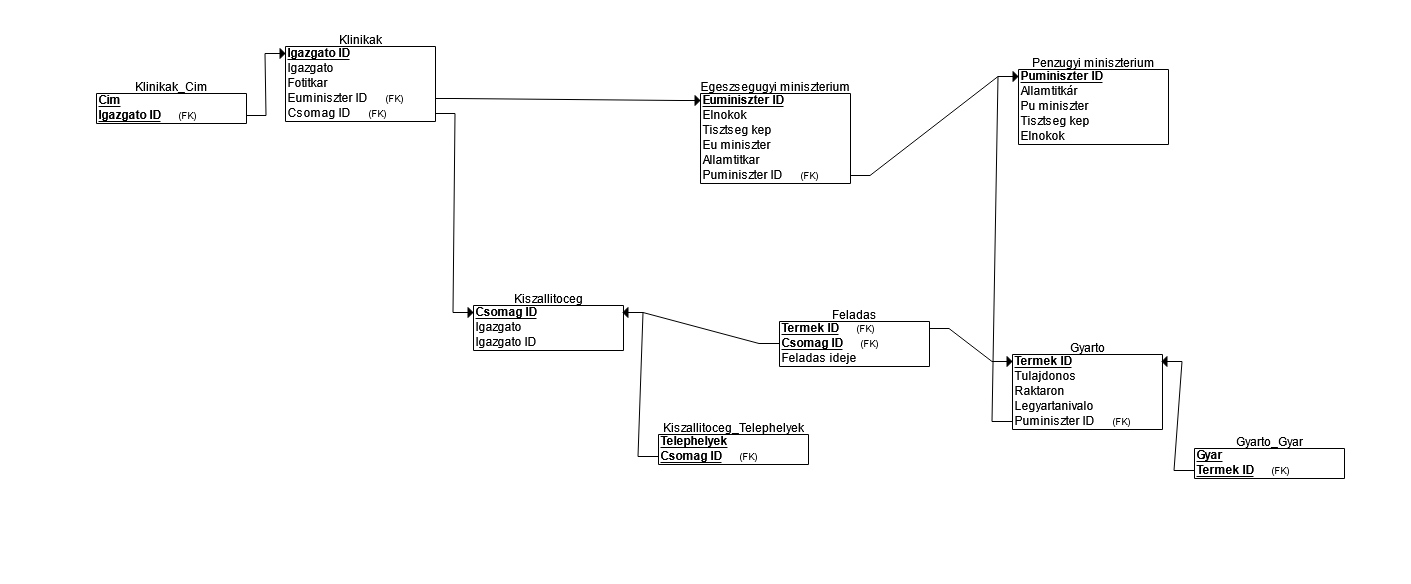 Klinikak_Cim
Cim
Igazgato ID (FK)
Klinikak
Igazgato ID
Igazgato
Fotitkar
Euminiszter ID (FK)
Csomag ID (FK)
Egeszsegugyi miniszterium
Euminiszter ID
Elnokok
Tisztseg kep
Eu miniszter
Allamtitkar
Puminiszter ID (FK)
Penzugyi miniszterium
Puminiszter ID
Allamtitkár
Pu miniszter
Tisztseg kep
Elnokok
Kiszallitoceg
Csomag ID
Igazgato
Igazgato ID
Feladas
Termek ID (FK)
Csomag ID (FK)
Feladas ideje
Gyarto
Termek ID
Tulajdonos
Raktaron
Legyartanivalo
Puminiszter ID (FK)
Kiszallitoceg_Telephelyek
Telephelyek
Csomag ID (FK)
Gyarto_Gyar
Gyar
Termek ID (FK)